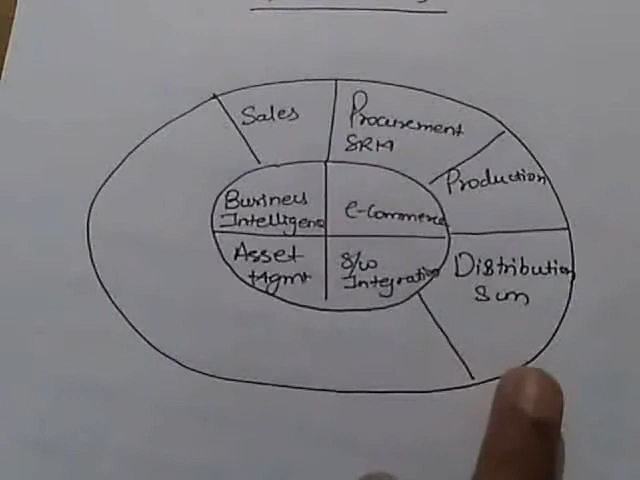 Sales
Procurement
SRM
Production
Business
Intelligence
e-Commerce
Asset
Mgmt
S/w
Integration
Distribution
Scm